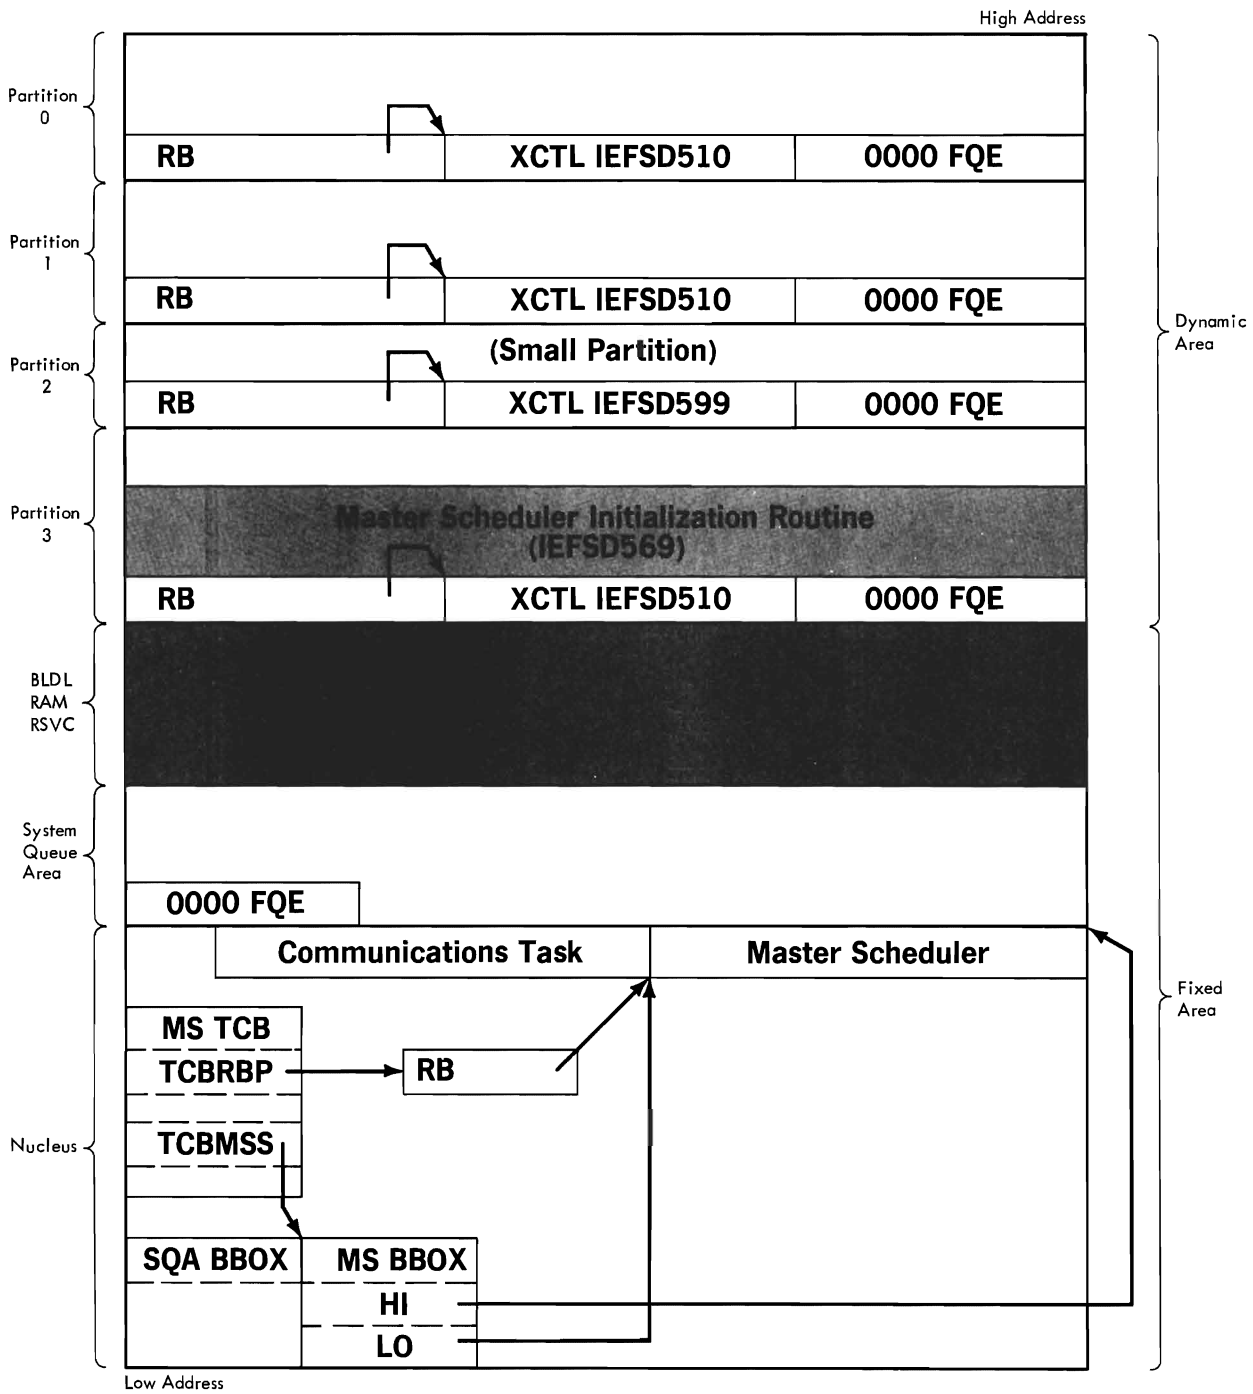 High Address
Partition
0
RB
XCTL IEFSD510
0000 FQE
Partition
1
RB
XCTL IEFSD510
0000 FQE
Dynamic
Area
(Small Partition)
Partition
2
RB
XCTL IEFSD599
0000 FQE
Partition
3
Master Scheduler Initialization Routine
(IEFSD569)
RB
XCTL IEFSD510
0000 FQE
BLDL
RAM
RSVC
System
Queue
Area
0000 FQE
Communications Task
Master Scheduler
Fixed
Area
MS TCB
TCBRBP
RB
TCBMSS
Nucleus
SQA BBOX
MS BBOX
HI
LO
Low Address